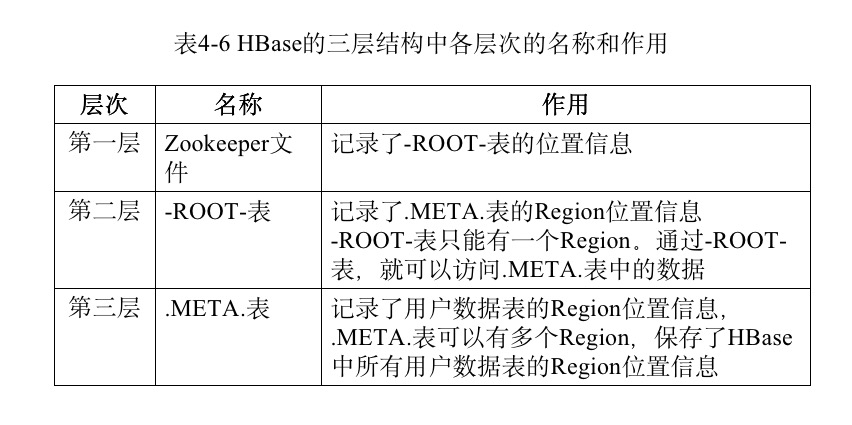 表4-6 HBase的三层结构中各层次的名称和作用
层次 名称 作用
第一层 Zookeeper文件 记录了-ROOT-表的位置信息
第二层 -ROOT-表 记录了.META.表的Region位置信息
-ROOT-表只能有一个Region。通过-ROOT-
表，就可以访问.META.表中的数据
第三层 .META.表 记录了用户数据表的Region位置信息，
.META.表可以有多个Region，保存了HBase
中所有用户数据表的Region位置信息